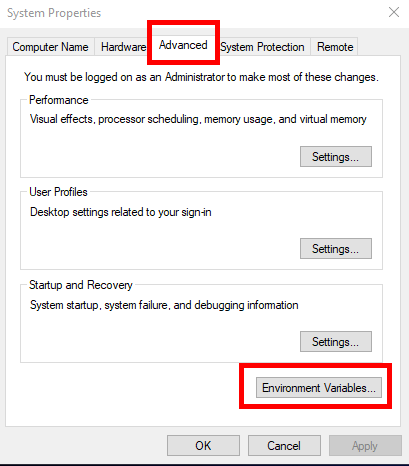 System Properties
Computer Name Hardware Advanced System Protection Remote
You must be logged on as an Administrator to make most of these changes.
Performance
Visual effects, processor scheduling, memory usage, and virtual memory
Settings...
User Profiles
Desktop settings related to your sign-in
Settings...
Startup and Recovery
System startup, system failure, and debugging information
Settings...
Environment Variables...
OK Cancel Apply